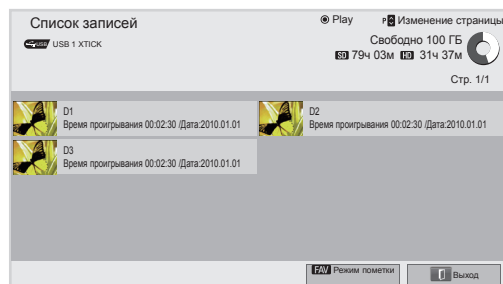 Список записей
Play
P Изменение страницы
USB USB 1 XTICK
Свободно 100 ГБ
SD 79ч 03м HD 31ч 37м
Стр. 1/1
D1
Время проигрывания 00:02:30 /Дата:2010.01.01
D2
Время проигрывания 00:02:30 /Дата:2010.01.01
D3
Время проигрывания 00:02:30 /Дата:2010.01.01
FAV Режим пометки
Выход